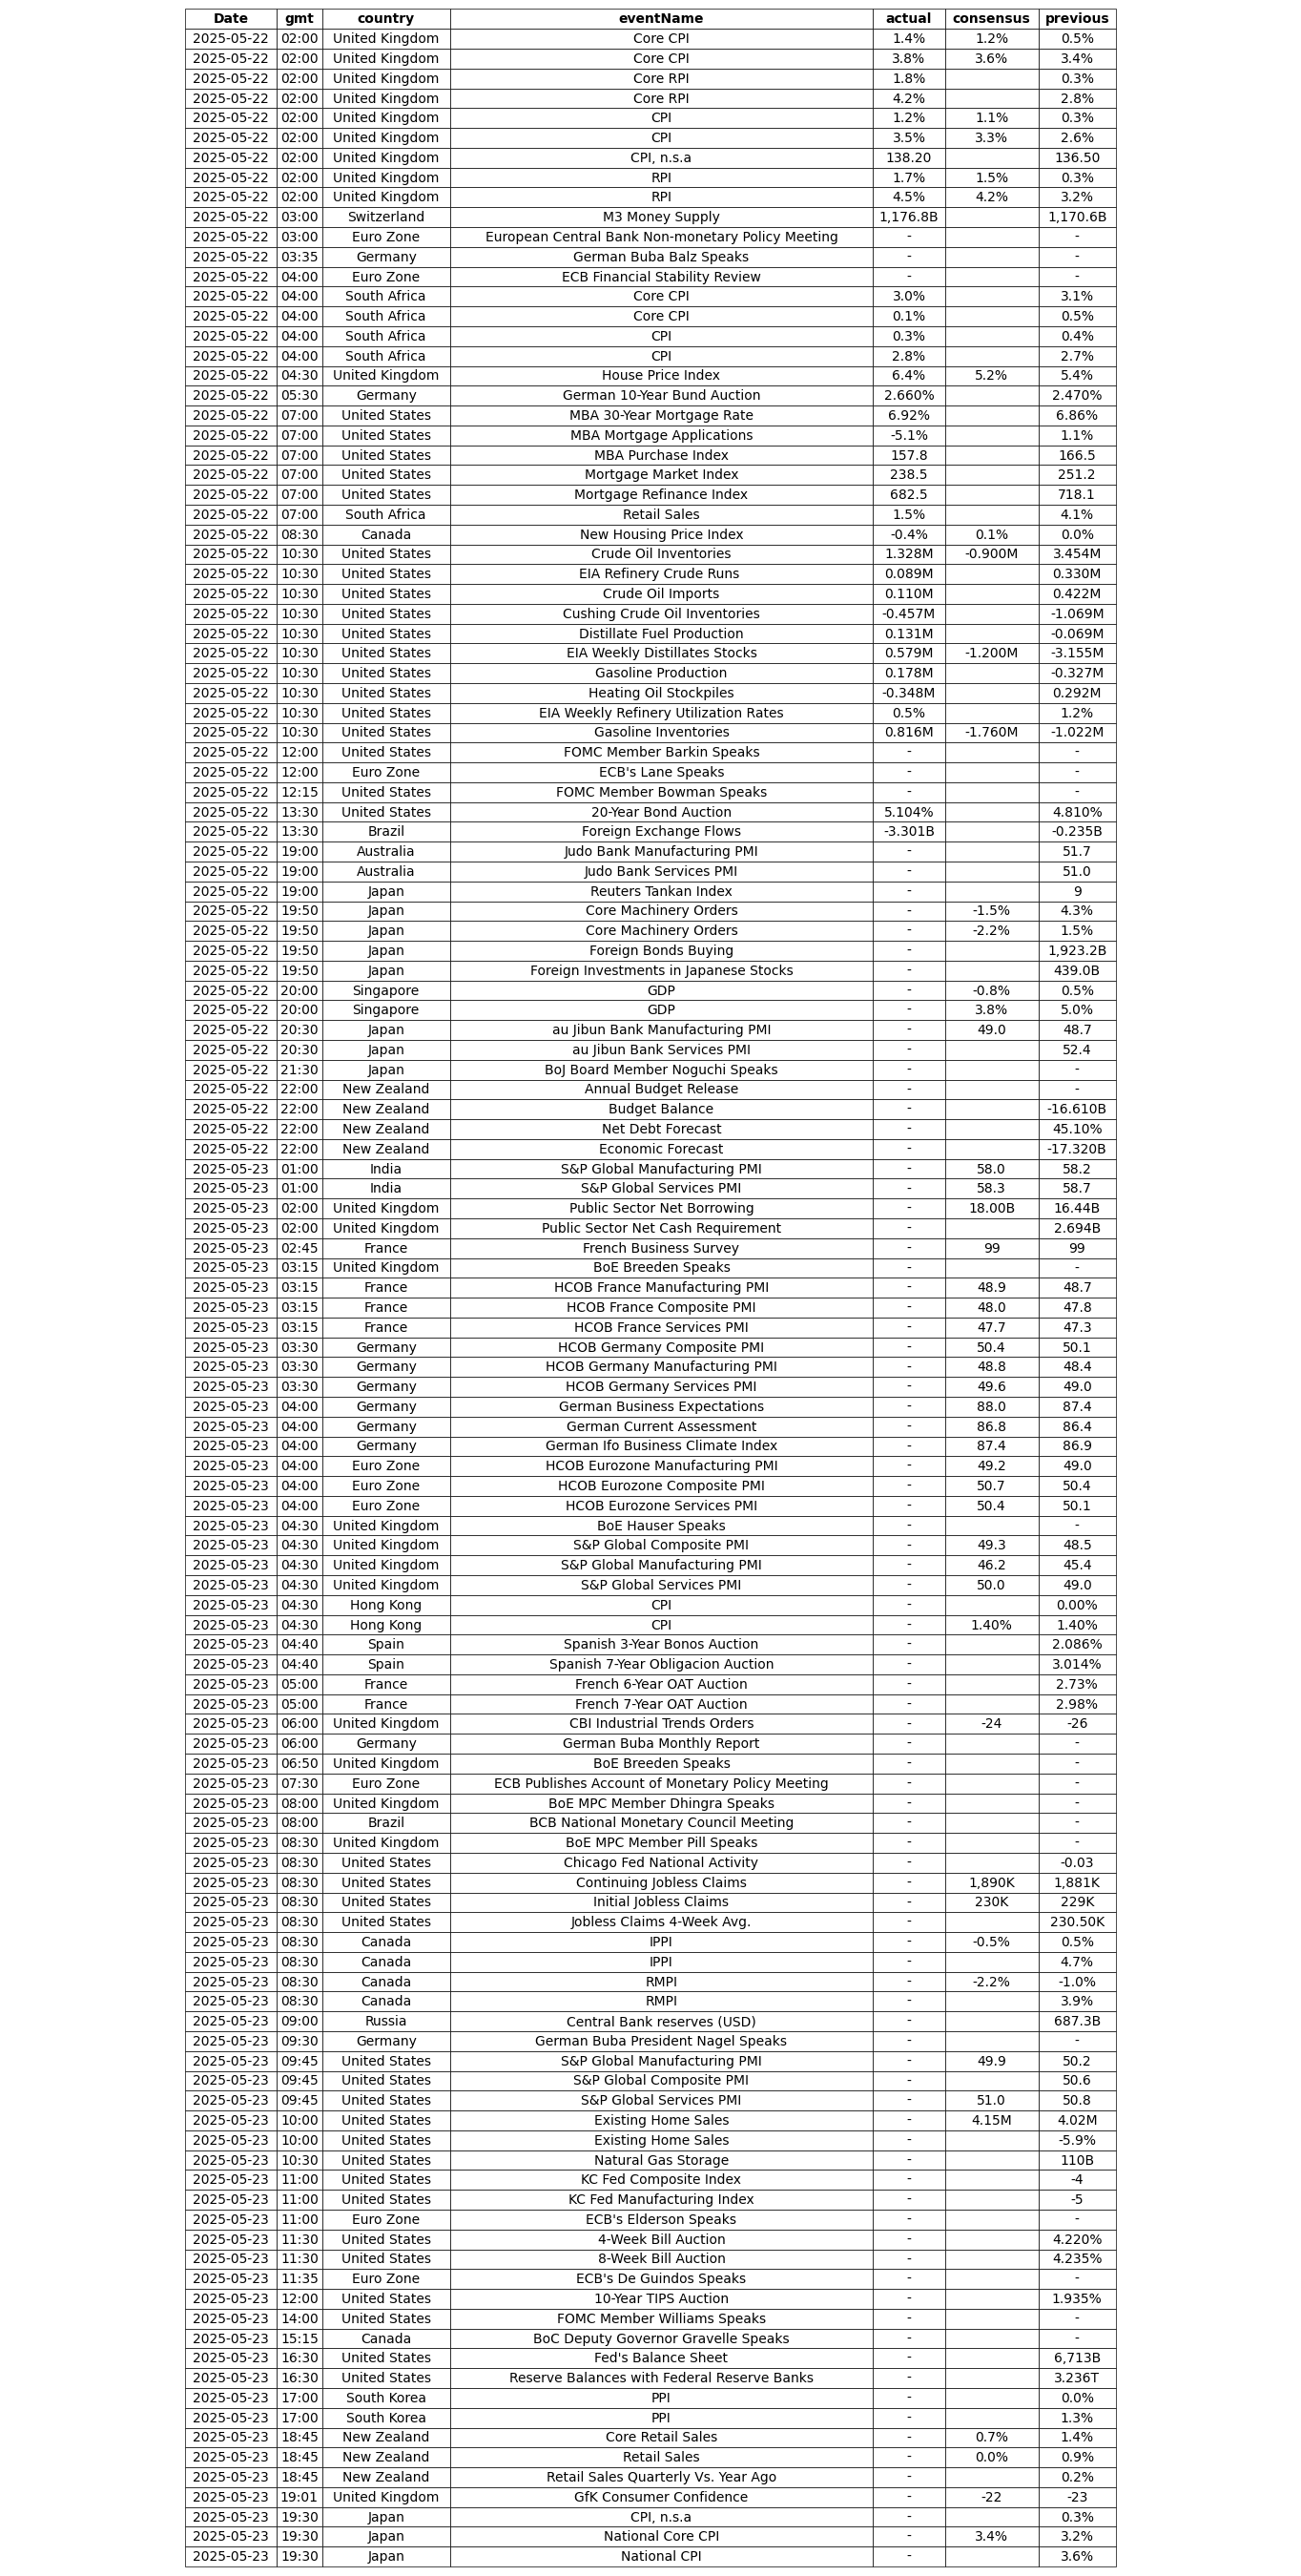 Date gmt country eventName actual consensus previous
2025-05-22 02:00 United Kingdom Core CPI 1.4% 1.2% 0.5%
2025-05-22 02:00 United Kingdom Core CPI 3.8% 3.6% 3.4%
2025-05-22 02:00 United Kingdom Core RPI 1.8% 0.3%
2025-05-22 02:00 United Kingdom Core RPI 4.2% 2.8%
2025-05-22 02:00 United Kingdom CPI 1.2% 1.1% 0.3%
2025-05-22 02:00 United Kingdom CPI 3.5% 3.3% 2.6%
2025-05-22 02:00 United Kingdom CPI, n.s.a 138.20 136.50
2025-05-22 02:00 United Kingdom RPI 1.7% 1.5% 0.3%
2025-05-22 02:00 United Kingdom RPI 4.5% 4.2% 3.2%
2025-05-22 03:00 Switzerland M3 Money Supply 1,176.8B 1,170.6B
2025-05-22 03:00 Euro Zone European Central Bank Non-monetary Policy Meeting - -
2025-05-22 03:35 Germany German Buba Balz Speaks - -
2025-05-22 04:00 Euro Zone ECB Financial Stability Review - -
2025-05-22 04:00 South Africa Core CPI 3.0% 3.1%
2025-05-22 04:00 South Africa Core CPI 0.1% 0.5%
2025-05-22 04:00 South Africa CPI 0.3% 0.4%
2025-05-22 04:00 South Africa CPI 2.8% 2.7%
2025-05-22 04:30 United Kingdom House Price Index 6.4% 5.2% 5.4%
2025-05-22 05:30 Germany German 10-Year Bund Auction 2.660% 2.470%
2025-05-22 07:00 United States MBA 30-Year Mortgage Rate 6.92% 6.86%
2025-05-22 07:00 United States MBA Mortgage Applications -5.1% 1.1%
2025-05-22 07:00 United States MBA Purchase Index 157.8 166.5
2025-05-22 07:00 United States Mortgage Market Index 238.5 251.2
2025-05-22 07:00 United States Mortgage Refinance Index 682.5 718.1
2025-05-22 07:00 South Africa Retail Sales 1.5% 4.1%
2025-05-22 08:30 Canada New Housing Price Index -0.4% 0.1% 0.0%
2025-05-22 10:30 United States Crude Oil Inventories 1.328M -0.900M 3.454M
2025-05-22 10:30 United States EIA Refinery Crude Runs 0.089M 0.330M
2025-05-22 10:30 United States Crude Oil Imports 0.110M 0.422M
2025-05-22 10:30 United States Cushing Crude Oil Inventories -0.457M -1.069M
2025-05-22 10:30 United States Distillate Fuel Production 0.131M -0.069M
2025-05-22 10:30 United States EIA Weekly Distillates Stocks 0.579M -1.200M -3.155M
2025-05-22 10:30 United States Gasoline Production 0.178M -0.327M
2025-05-22 10:30 United States Heating Oil Stockpiles -0.348M 0.292M
2025-05-22 10:30 United States EIA Weekly Refinery Utilization Rates 0.5% 1.2%
2025-05-22 10:30 United States Gasoline Inventories 0.816M -1.760M -1.022M
2025-05-22 12:00 United States FOMC Member Barkin Speaks - -
2025-05-22 12:00 Euro Zone ECB's Lane Speaks - -
2025-05-22 12:15 United States FOMC Member Bowman Speaks - -
2025-05-22 13:30 United States 20-Year Bond Auction 5.104% 4.810%
2025-05-22 13:30 Brazil Foreign Exchange Flows -3.301B -0.235B
2025-05-22 19:00 Australia Judo Bank Manufacturing PMI - 51.7
2025-05-22 19:00 Australia Judo Bank Services PMI - 51.0
2025-05-22 19:00 Japan Reuters Tankan Index - 9
2025-05-22 19:50 Japan Core Machinery Orders - -1.5% 4.3%
2025-05-22 19:50 Japan Core Machinery Orders - -2.2% 1.5%
2025-05-22 19:50 Japan Foreign Bonds Buying - 1,923.2B
2025-05-22 19:50 Japan Foreign Investments in Japanese Stocks - 439.0B
2025-05-22 20:00 Singapore GDP - -0.8% 0.5%
2025-05-22 20:00 Singapore GDP - 3.8% 5.0%
2025-05-22 20:30 Japan au Jibun Bank Manufacturing PMI - 49.0 48.7
2025-05-22 20:30 Japan au Jibun Bank Services PMI - 52.4
2025-05-22 21:30 Japan BoJ Board Member Noguchi Speaks - -
2025-05-22 22:00 New Zealand Annual Budget Release - -
2025-05-22 22:00 New Zealand Budget Balance - -16.610B
2025-05-22 22:00 New Zealand Net Debt Forecast - 45.10%
2025-05-22 22:00 New Zealand Economic Forecast - -17.320B
2025-05-23 01:00 India S&P Global Manufacturing PMI - 58.0 58.2
2025-05-23 01:00 India S&P Global Services PMI - 58.3 58.7
2025-05-23 02:00 United Kingdom Public Sector Net Borrowing - 18.00B 16.44B
2025-05-23 02:00 United Kingdom Public Sector Net Cash Requirement - 2.694B
2025-05-23 02:45 France French Business Survey - 99 99
2025-05-23 03:15 United Kingdom BoE Breeden Speaks - -
2025-05-23 03:15 France HCOB France Manufacturing PMI - 48.9 48.7
2025-05-23 03:15 France HCOB France Composite PMI - 48.0 47.8
2025-05-23 03:15 France HCOB France Services PMI - 47.7 47.3
2025-05-23 03:30 Germany HCOB Germany Composite PMI - 50.4 50.1
2025-05-23 03:30 Germany HCOB Germany Manufacturing PMI - 48.8 48.4
2025-05-23 03:30 Germany HCOB Germany Services PMI - 49.6 49.0
2025-05-23 04:00 Germany German Business Expectations - 88.0 87.4
2025-05-23 04:00 Germany German Current Assessment - 86.8 86.4
2025-05-23 04:00 Germany German Ifo Business Climate Index - 87.4 86.9
2025-05-23 04:00 Euro Zone HCOB Eurozone Manufacturing PMI - 49.2 49.0
2025-05-23 04:00 Euro Zone HCOB Eurozone Composite PMI - 50.7 50.4
2025-05-23 04:00 Euro Zone HCOB Eurozone Services PMI - 50.4 50.1
2025-05-23 04:30 United Kingdom BoE Hauser Speaks - -
2025-05-23 04:30 United Kingdom S&P Global Composite PMI - 49.3 48.5
2025-05-23 04:30 United Kingdom S&P Global Manufacturing PMI - 46.2 45.4
2025-05-23 04:30 United Kingdom S&P Global Services PMI - 50.0 49.0
2025-05-23 04:30 Hong Kong CPI - 0.00%
2025-05-23 04:30 Hong Kong CPI - 1.40% 1.40%
2025-05-23 04:40 Spain Spanish 3-Year Bonos Auction - 2.086%
2025-05-23 04:40 Spain Spanish 7-Year Obligacion Auction - 3.014%
2025-05-23 05:00 France French 6-Year OAT Auction - 2.73%
2025-05-23 05:00 France French 7-Year OAT Auction - 2.98%
2025-05-23 06:00 United Kingdom CBI Industrial Trends Orders - -24 -26
2025-05-23 06:00 Germany German Buba Monthly Report - -
2025-05-23 06:50 United Kingdom BoE Breeden Speaks - -
2025-05-23 07:30 Euro Zone ECB Publishes Account of Monetary Policy Meeting - -
2025-05-23 08:00 United Kingdom BoE MPC Member Dhingra Speaks - -
2025-05-23 08:00 Brazil BCB National Monetary Council Meeting - -
2025-05-23 08:30 United Kingdom BoE MPC Member Pill Speaks - -
2025-05-23 08:30 United States Chicago Fed National Activity - -0.03
2025-05-23 08:30 United States Continuing Jobless Claims - 1,890K 1,881K
2025-05-23 08:30 United States Initial Jobless Claims - 230K 229K
2025-05-23 08:30 United States Jobless Claims 4-Week Avg. - 230.50K
2025-05-23 08:30 Canada IPPI - -0.5% 0.5%
2025-05-23 08:30 Canada IPPI - 4.7%
2025-05-23 08:30 Canada RMPI - -2.2% -1.0%
2025-05-23 08:30 Canada RMPI - 3.9%
2025-05-23 09:00 Russia Central Bank reserves (USD) - 687.3B
2025-05-23 09:30 Germany German Buba President Nagel Speaks - -
2025-05-23 09:45 United States S&P Global Manufacturing PMI - 49.9 50.2
2025-05-23 09:45 United States S&P Global Composite PMI - 50.6
2025-05-23 09:45 United States S&P Global Services PMI - 51.0 50.8
2025-05-23 10:00 United States Existing Home Sales - 4.15M 4.02M
2025-05-23 10:00 United States Existing Home Sales - -5.9%
2025-05-23 10:30 United States Natural Gas Storage - 110B
2025-05-23 11:00 United States KC Fed Composite Index - -4
2025-05-23 11:00 United States KC Fed Manufacturing Index - -5
2025-05-23 11:00 Euro Zone ECB's Elderson Speaks - -
2025-05-23 11:30 United States 4-Week Bill Auction - 4.220%
2025-05-23 11:30 United States 8-Week Bill Auction - 4.235%
2025-05-23 11:35 Euro Zone ECB's De Guindos Speaks - -
2025-05-23 12:00 United States 10-Year TIPS Auction - 1.935%
2025-05-23 14:00 United States FOMC Member Williams Speaks - -
2025-05-23 15:15 Canada BoC Deputy Governor Gravelle Speaks - -
2025-05-23 16:30 United States Fed's Balance Sheet - 6,713B
2025-05-23 16:30 United States Reserve Balances with Federal Reserve Banks - 3.236T
2025-05-23 17:00 South Korea PPI - 0.0%
2025-05-23 17:00 South Korea PPI - 1.3%
2025-05-23 18:45 New Zealand Core Retail Sales - 0.7% 1.4%
2025-05-23 18:45 New Zealand Retail Sales - 0.0% 0.9%
2025-05-23 18:45 New Zealand Retail Sales Quarterly Vs. Year Ago - 0.2%
2025-05-23 19:01 United Kingdom GfK Consumer Confidence - -22 -23
2025-05-23 19:30 Japan CPI, n.s.a - 0.3%
2025-05-23 19:30 Japan National Core CPI - 3.4% 3.2%
2025-05-23 19:30 Japan National CPI - 3.6%